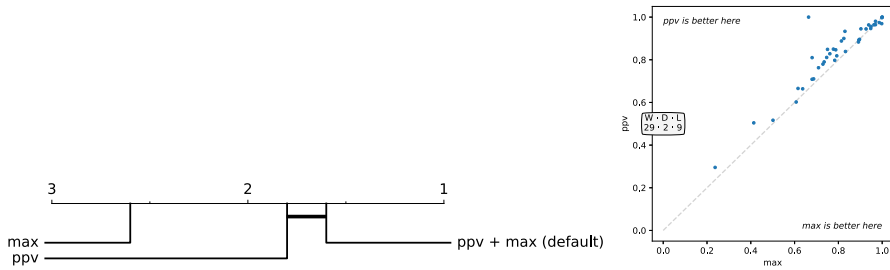 3
2
1
max
ppv
ppv + max (default)
1.0
0.8
0.6
0.4
0.2
0.0
ppv
ppv is better here
W · D · L
29 · 2 · 9
max is better here
0.0 0.2 0.4 0.6 0.8 1.0
max